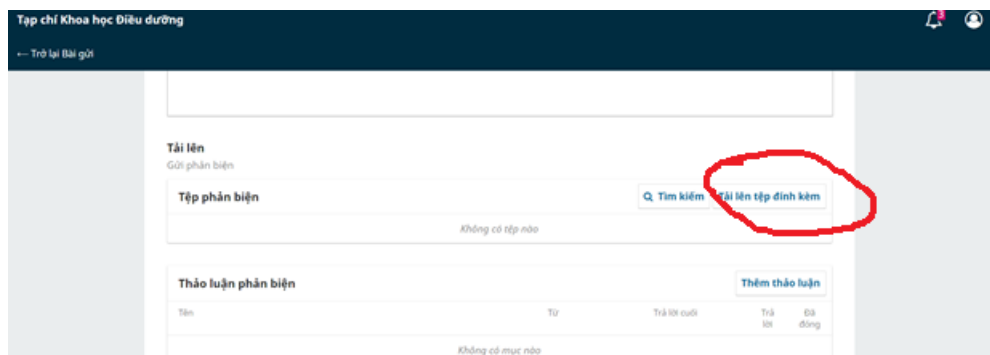 Tạp chí Khoa học Điều dưỡng
3
← Trở lại Bài gửi
Tải lên
Gửi phản biện
Tệp phản biện
Tìm kiếm
Tải lên tệp đính kèm
Không có tệp nào
Thảo luận phản biện
Thêm thảo luận
Tên
Từ
Trả lời cuối
Trả lời
Đã đóng
Không có mục nào